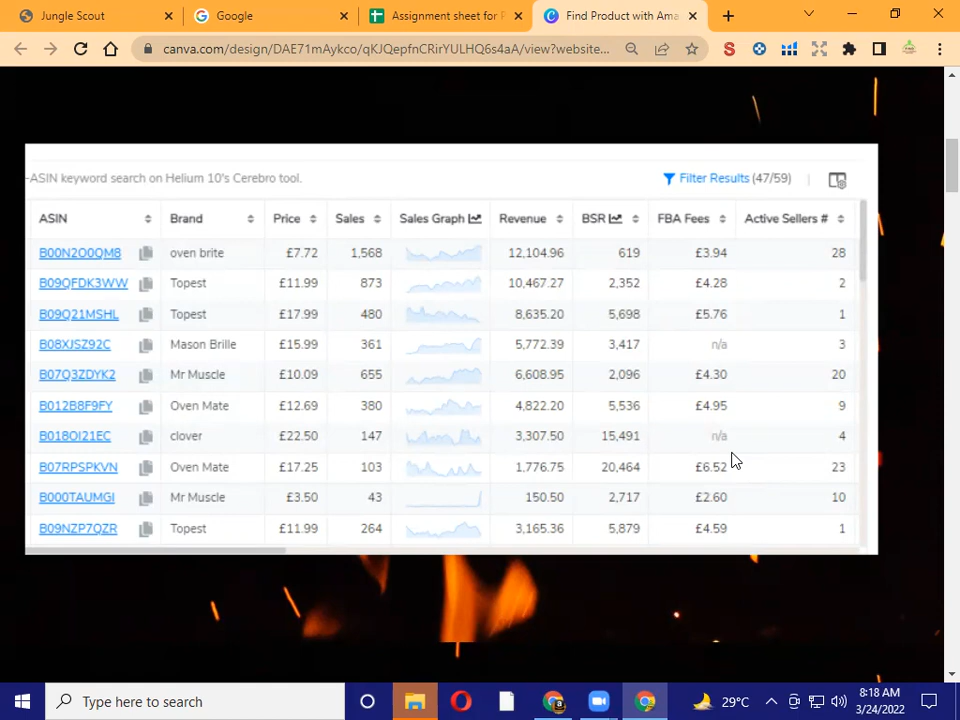 Jungle Scout
Google
Assignment sheet for F
Find Product with Ama
canva.com/design/DAE71mAykco/qKJQepfnCRirYULHQ6s4aA/view?website...
-ASIN keyword search on Helium 10's Cerebro tool.
Filter Results (47/59)
ASIN Brand Price Sales Sales Graph Revenue BSR FBA Fees Active Sellers #
B00N2O0QM8 oven brite £7.72 1,568 12,104.96 619 £3.94 28
B09QFDK3WW Topest £11.99 873 10,467.27 2,352 £4.28 2
B09Q21MSHL Topest £17.99 480 8,635.20 5,698 £5.76 1
B08XJSZ92C Mason Brille £15.99 361 5,772.39 3,417 n/a 3
B07Q3ZDYK2 Mr Muscle £10.09 655 6,608.95 2,096 £4.30 20
B012B8F9FY Oven Mate £12.69 380 4,822.20 5,536 £4.95 9
B018OI21EC clover £22.50 147 3,307.50 15,491 n/a 4
B07RPSPKVN Oven Mate £17.25 103 1,776.75 20,464 £6.52 23
B000TAUMGI Mr Muscle £3.50 43 150.50 2,717 £2.60 10
B09NZP7QZR Topest £11.99 264 3,165.36 5,879 £4.59 1
Type here to search
29°C
8:18 AM
3/24/2022